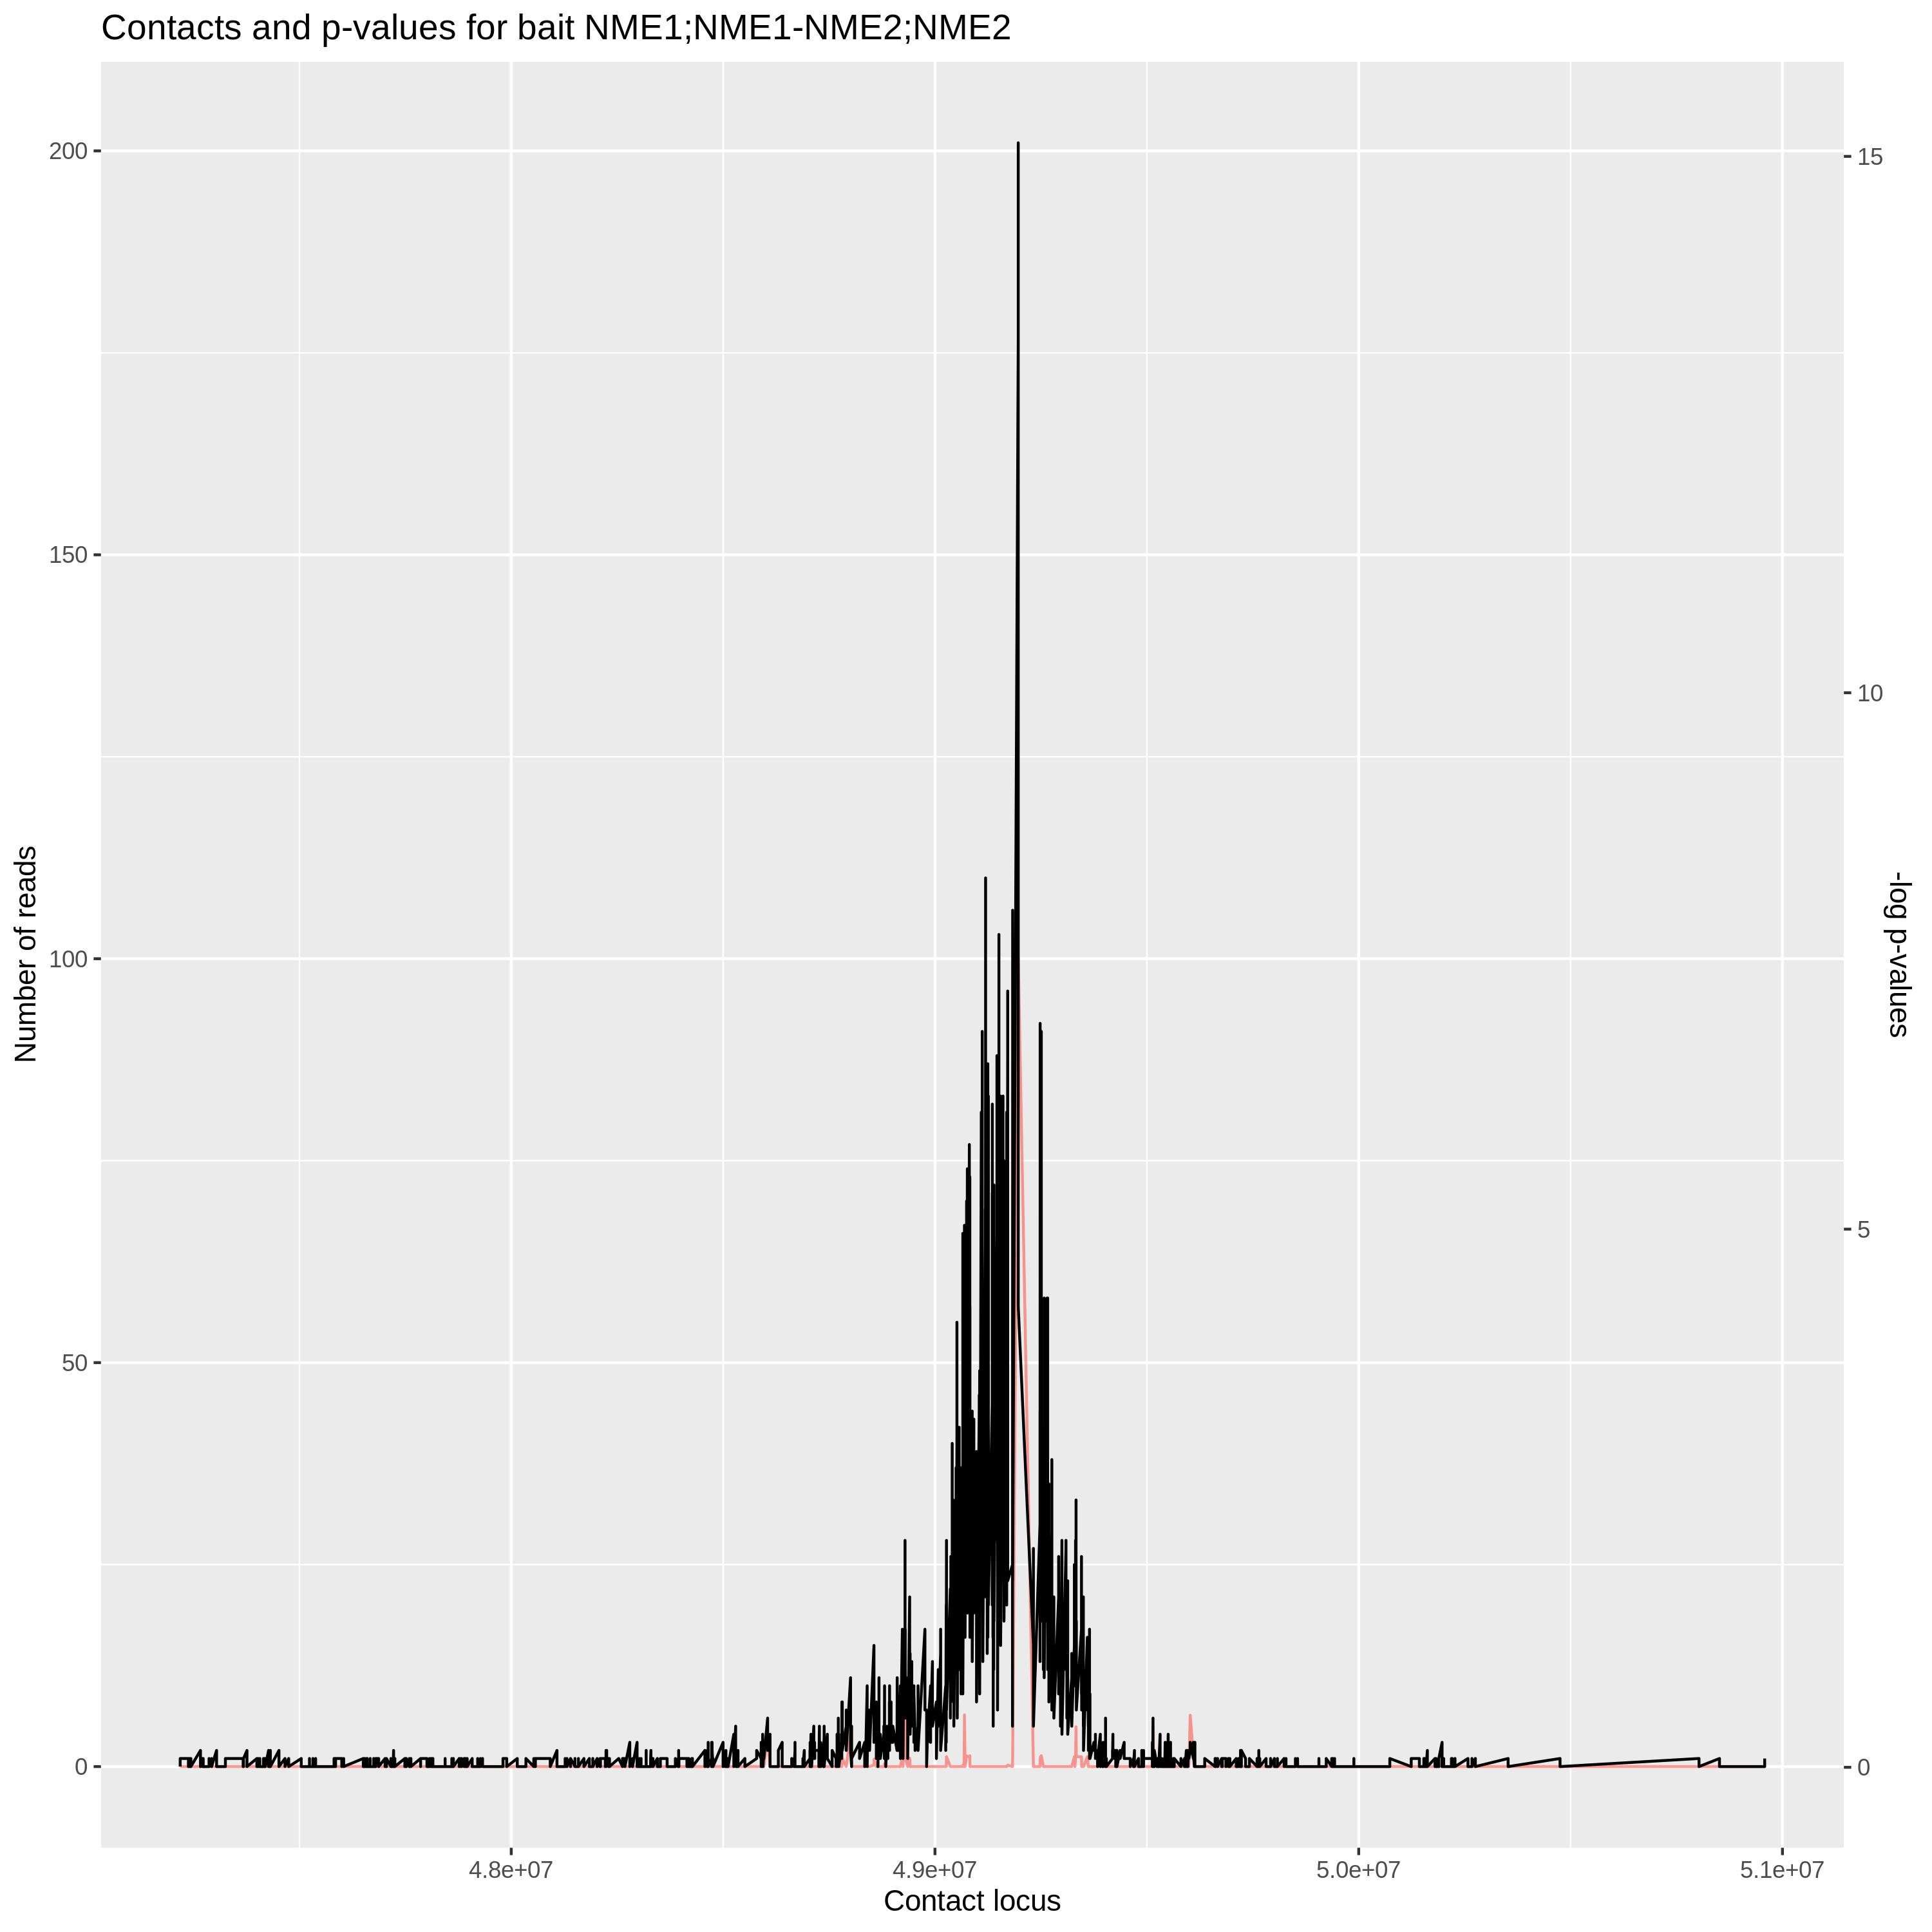 Contacts and p-values for bait NME1;NME1-NME2;NME2
200
150
100
50
0
Number of reads
15
10
5
0
-log p-values
4.8e+07
4.9e+07
5.0e+07
5.1e+07
Contact locus